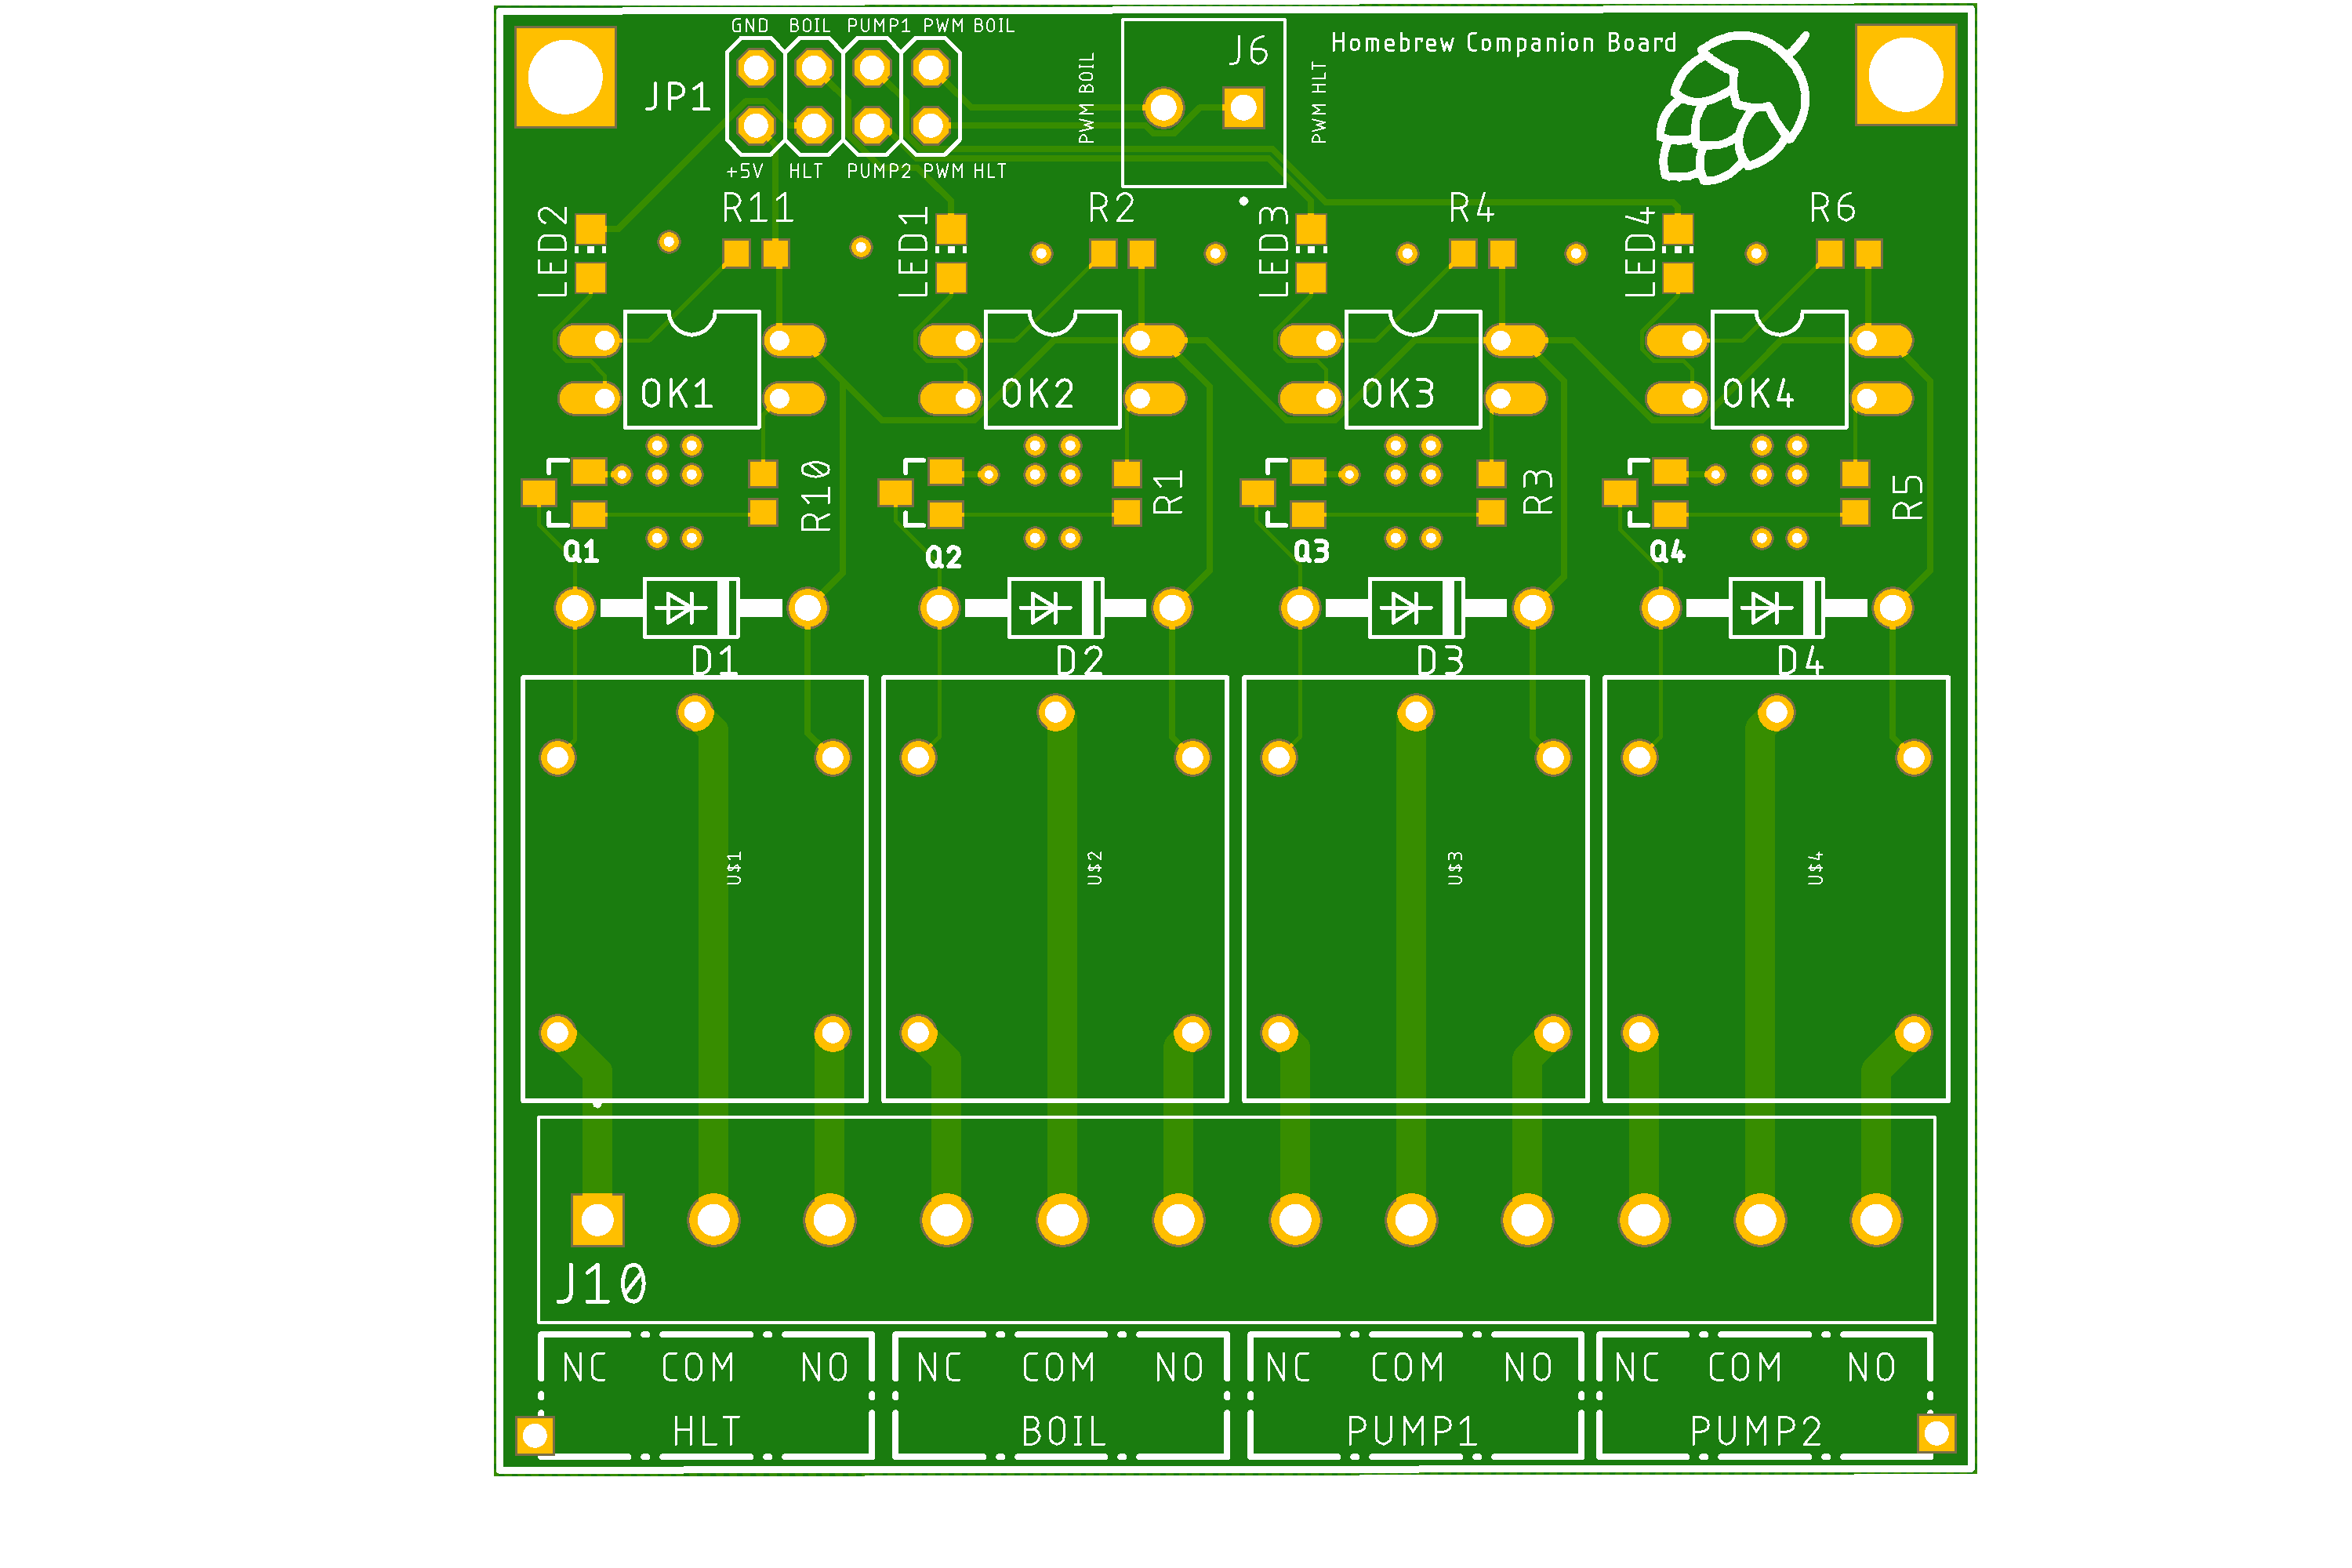 GND BOIL PUMP1 PWM BOIL
J6
Homebrew Companion Board
JP1
PWM BOIL
PWM HLT
+5V HLT PUMP2 PWM HLT
LED2 R11 LED1 R2 LED3 R4 LED4 R6
OK1 OK2 OK3 OK4
R10 R1 R3 R5
Q1 Q2 Q3 Q4
D1 D2 D3 D4
U$1 U$2 U$3 U$4
J10
NC COM NO NC COM NO NC COM NO NC COM NO
HLT BOIL PUMP1 PUMP2